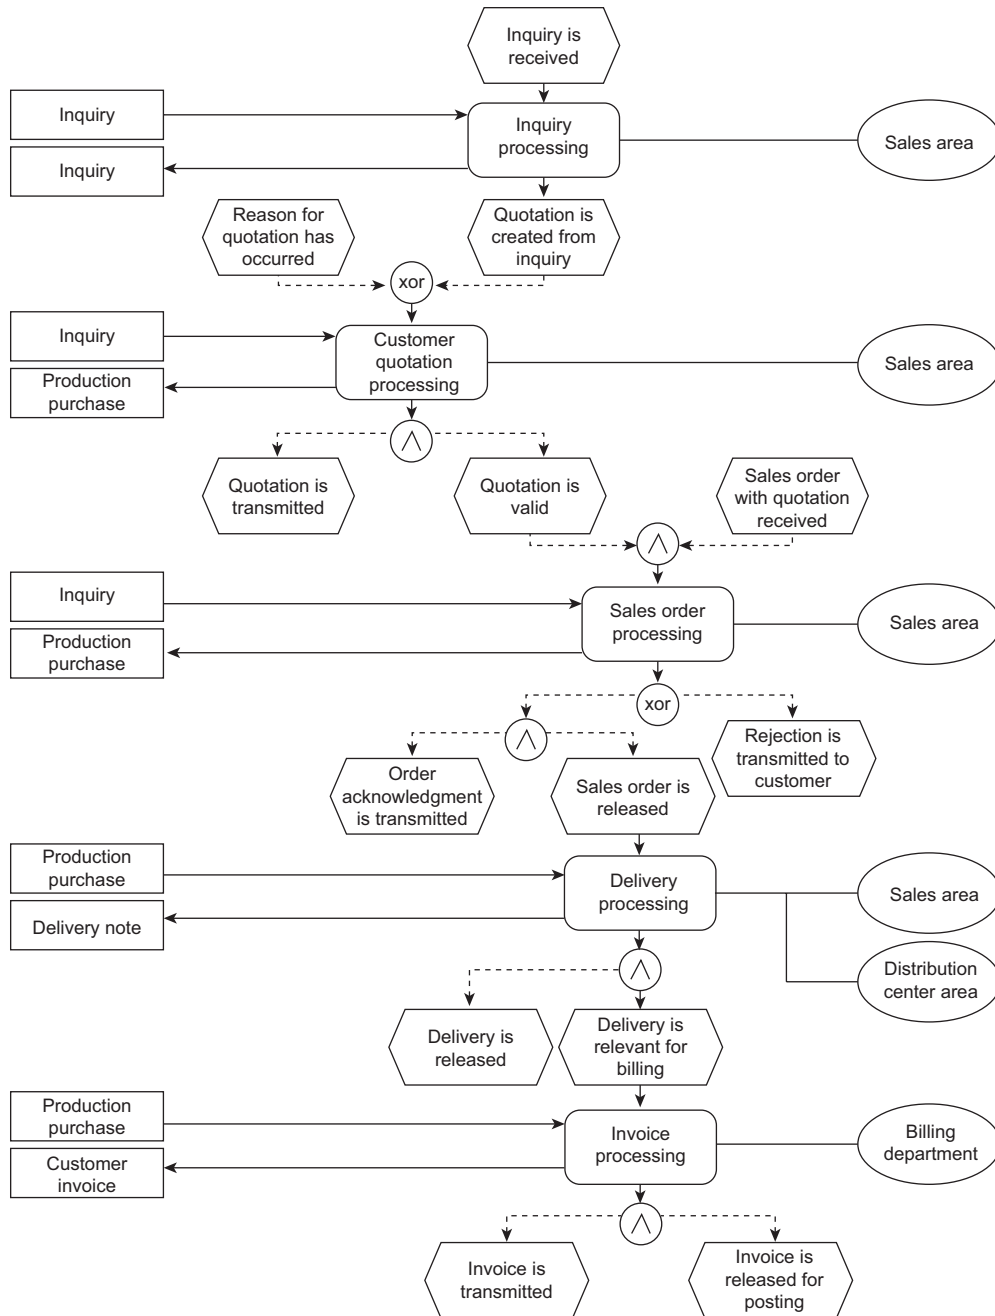 Inquiry is
received
Inquiry
Inquiry
processing
Sales area
Inquiry
Reason for
quotation has
occurred
Quotation is
created from
inquiry
xor
Inquiry
Customer
quotation
processing
Sales area
Production
purchase
Quotation is
transmitted
Quotation is
valid
Sales order
with quotation
received
Inquiry
Sales order
processing
Sales area
Production
purchase
xor
Order
acknowledgment
is transmitted
Sales order is
released
Rejection is
transmitted to
customer
Production
purchase
Delivery
processing
Sales area
Delivery note
Distribution
center area
Delivery is
released
Delivery is
relevant for
billing
Production
purchase
Invoice
processing
Billing
department
Customer
invoice
Invoice is
transmitted
Invoice is
released for
posting